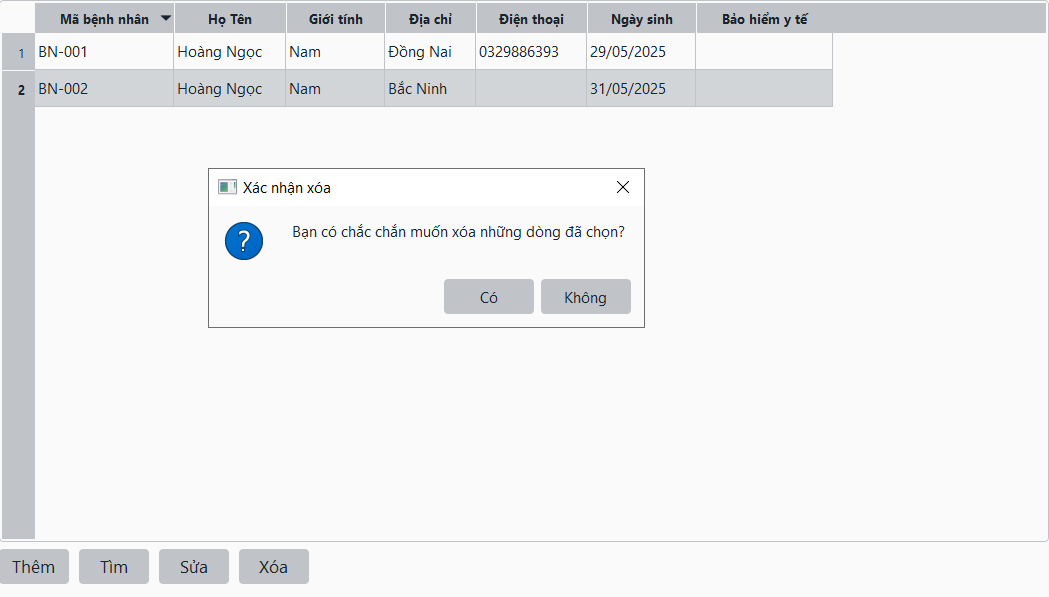 Mã bệnh nhân Họ Tên Giới tính Địa chỉ Điện thoại Ngày sinh Bảo hiểm y tế
1 BN-001 Hoàng Ngọc Nam Đồng Nai 0329886393 29/05/2025
2 BN-002 Hoàng Ngọc Nam Bắc Ninh 31/05/2025
Xác nhận xóa
Bạn có chắc chắn muốn xóa những dòng đã chọn?
Có Không
Thêm Tìm Sửa Xóa